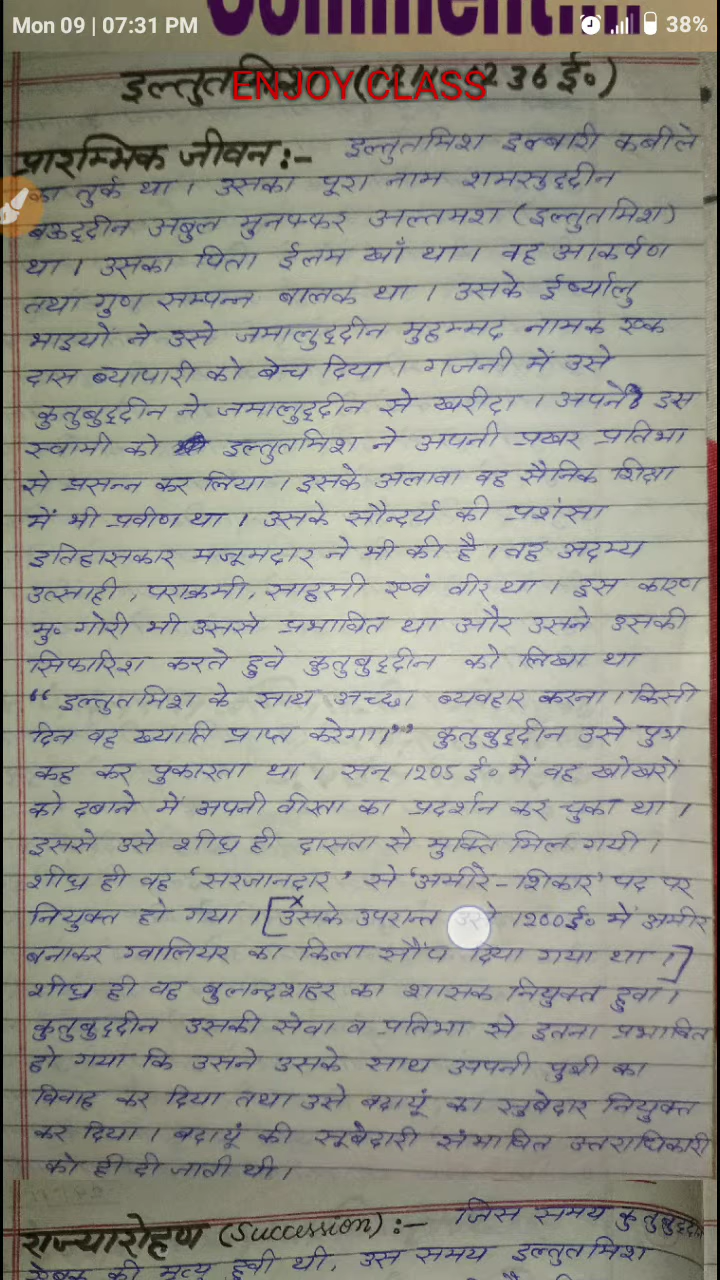 Comment....
Mon 09 | 07:31 PM 38%
ENJOY CLASS
36 ई०)
प्रारम्भिक जीवन :- इल्तुतमिश इल्बारी कबीले
का तुर्क था। उसका पूरा नाम शमसुद्दीन
अबुल मुनफ्फर अल्तमश (इल्तुतमिश)
था। उसका पिता ईलम खाँ था। वह आकर्षण
तथा गुण सम्पन्न बालक था। उसके ईर्ष्यालु
भाइयों ने उसे जमालुद्दीन मुहम्मद नामक एक
दास व्यापारी को बेच दिया। गजनी में उसे
कुतुबुद्दीन ने जमालुद्दीन से खरीदा। अपने इस
स्वामी को इल्तुतमिश ने अपनी प्रखर प्रतिभा
से प्रसन्न कर लिया। इसके अलावा वह सैनिक शिक्षा
में भी प्रवीण था। उसके सौन्दर्य की प्रशंसा
इतिहासकार मजूमदार ने भी की है। वह अदम्य
उत्साही, पराक्रमी, साहसी एवं वीर था। इस कारण
मु० गोरी भी उससे प्रभावित था और उसने उसकी
सिफारिश करते हुवे कुतुबुद्दीन को लिखा था
“ इल्तुतमिश के साथ अच्छा व्यवहार करना। किसी
दिन वह ख्याति प्राप्त करेगा।” कुतुबुद्दीन उसे पुत्र
कह कर पुकारता था। सन् 1205 ई० में वह खोखरों
को दबाने में अपनी वीरता का प्रदर्शन कर चुका था।
इससे उसे शीघ्र ही दासता से मुक्ति मिल गयी।
शीघ्र ही वह 'सरजानदार' से 'अमीरे-शिकार' पद पर
नियुक्त हो गया। [उसके उपरान्त उसे 1200ई० में अमीर
बनाकर ग्वालियर का किला सौंप दिया गया था।]
शीघ्र ही वह बुलन्दशहर का शासक नियुक्त हुवा।
कुतुबुद्दीन उसकी सेवा व प्रतिभा से इतना प्रभावित
हो गया कि उसने उसके साथ अपनी पुत्री का
विवाह कर दिया तथा उसे बदायूं का सुबेदार नियुक्त
कर दिया। बदायूं की सूबेदारी संभावित उत्तराधिकारी
को ही दी जाती थी।
राज्यारोहण (Succession) :- जिस समय कुतुबुद्दीन
की मृत्यु हुवी थी, उस समय इल्तुतमिश